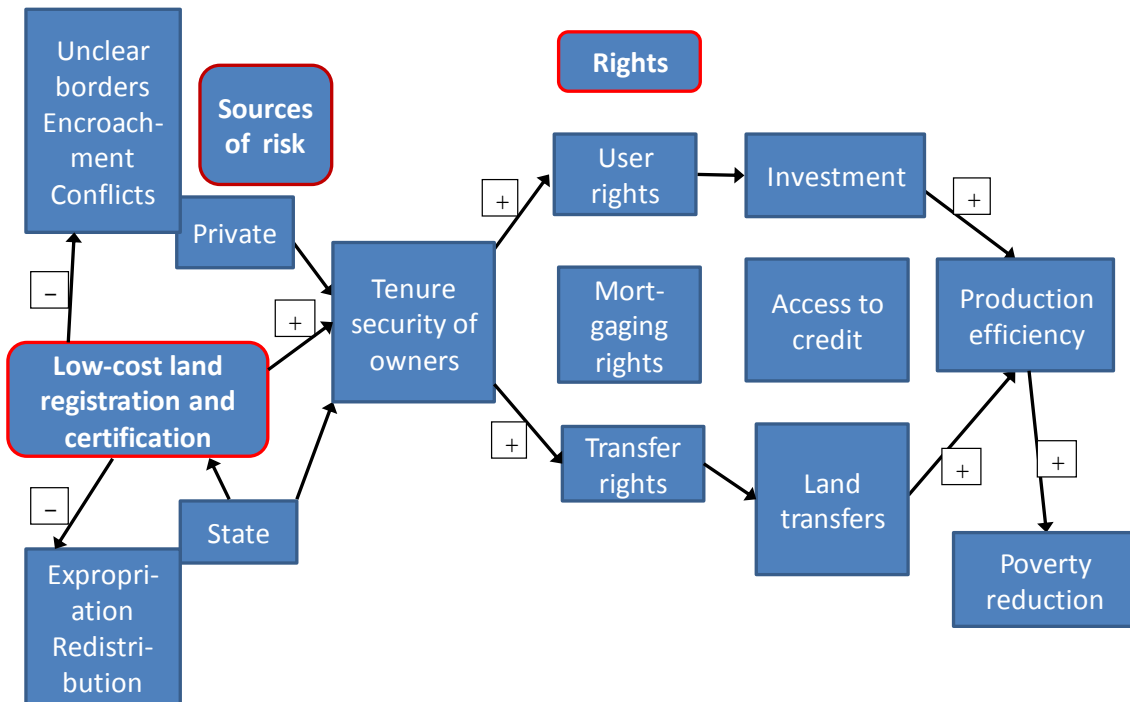 Unclear
borders
Encroach-
ment
Conflicts
Sources
of risk
Rights
Private
User
rights
Investment
+
+
−
+
Tenure
security of
owners
Mort-
gaging
rights
Access to
credit
Production
efficiency
Low-cost land
registration and
certification
+
Transfer
rights
Land
transfers
+
+
−
State
Expropri-
ation
Redistri-
bution
Poverty
reduction